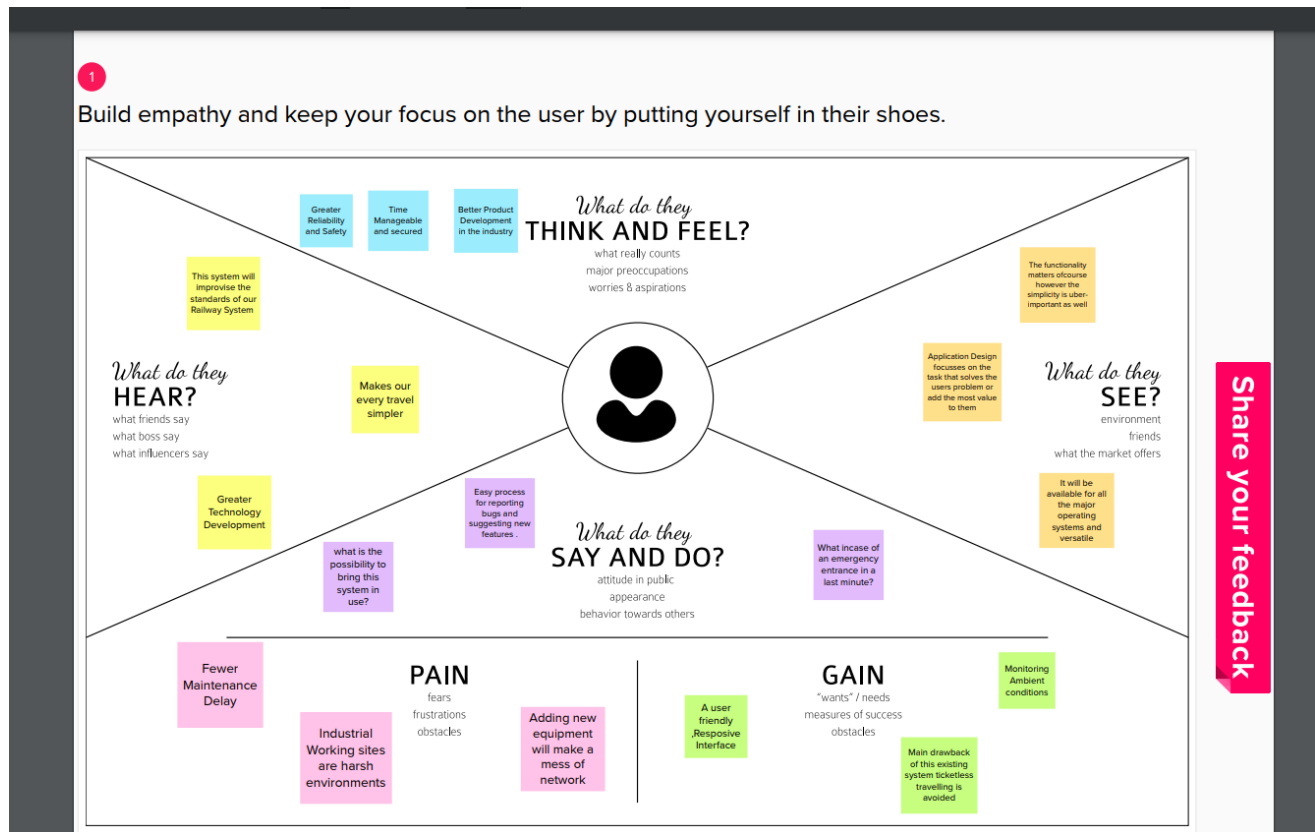 1
Build empathy and keep your focus on the user by putting yourself in their shoes.
Greater
Reliability
and Safety
Time
Manageable
and secured
Better Product
Development
in the industry
What do they
THINK AND FEEL?
what really counts
major preoccupations
worries & aspirations
This system will
improvise the
standards of our
Railway System
What do they
HEAR?
what friends say
what boss say
what influencers say
Makes our
every travel
simpler
Greater
Technology
Development
The functionality
matters ofcourse
however the
simplicity is uber-
important as well
Application Design
focusses on the
task that solves the
users problem or
add the most value
to them
What do they
SEE?
environment
friends
what the market offers
It will be
available for all
the major
operating
systems and
versatile
Easy process
for reporting
bugs and
suggesting new
features .
what is the
possibility to
bring this
system in
use?
What do they
SAY AND DO?
attitude in public
appearance
behavior towards others
What incase of
an emergency
entrance in a
last minute?
Fewer
Maintenance
Delay
PAIN
fears
frustrations
obstacles
Industrial
Working sites
are harsh
environments
Adding new
equipment
will make a
mess of
network
GAIN
"wants" / needs
measures of success
obstacles
A user
friendly
,Resposive
Interface
Monitoring
Ambient
conditions
Main drawback
of this existing
system ticketless
travelling is
avoided
Share your feedback